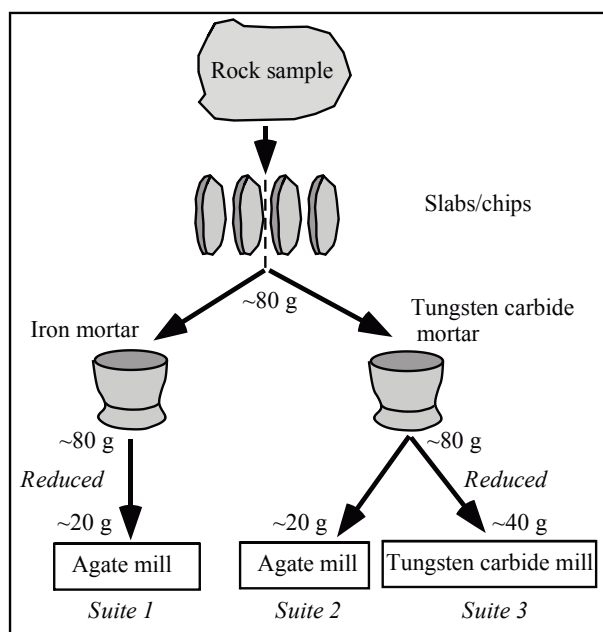 Rock sample
Slabs/chips
~80 g
Iron mortar
Tungsten carbide
mortar
~80 g
~80 g
Reduced
Reduced
~20 g
~20 g
~40 g
Agate mill
Agate mill
Tungsten carbide mill
Suite 1
Suite 2
Suite 3